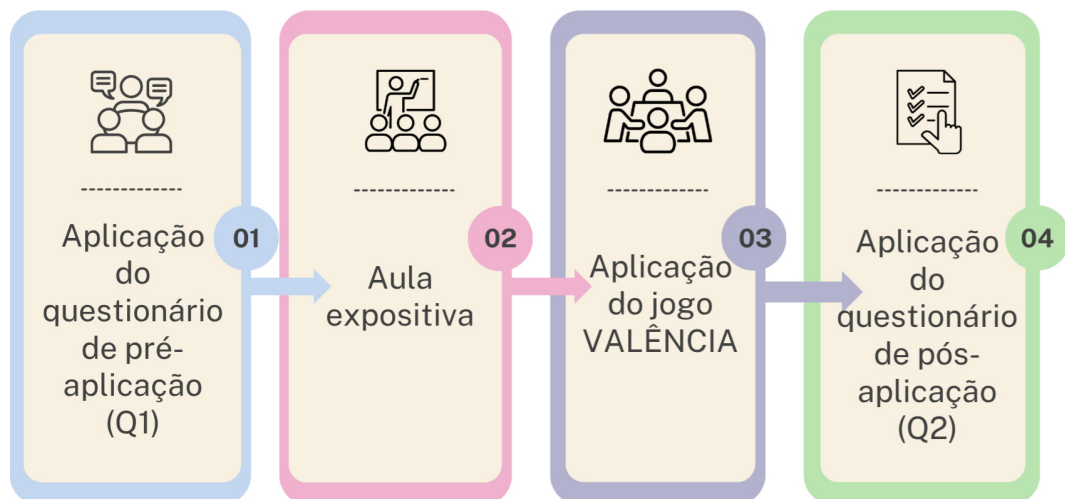 Aplicação
do
questionário
de pré-
aplicação
(Q1)
01
Aula
expositiva
02
Aplicação
do jogo
VALÊNCIA
03
Aplicação
do
questionário
de pós-
aplicação
(Q2)
04